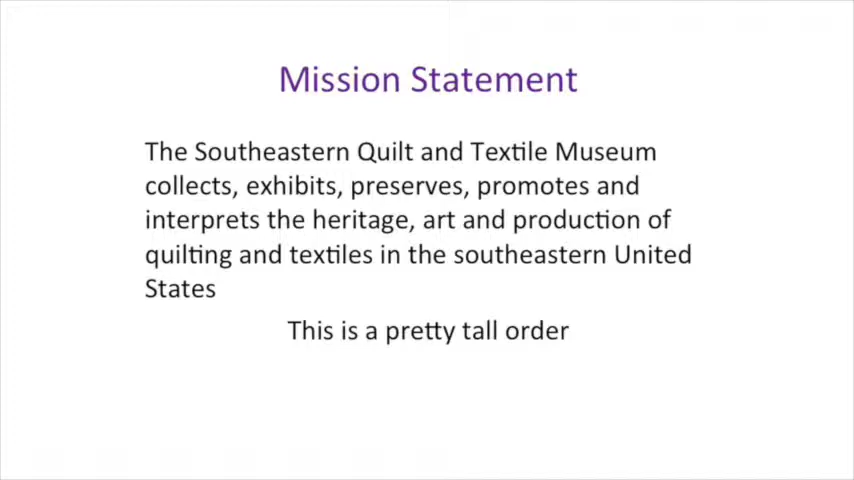 Mission Statement
The Southeastern Quilt and Textile Museum
collects, exhibits, preserves, promotes and
interprets the heritage, art and production of
quilting and textiles in the southeastern United
States
This is a pretty tall order